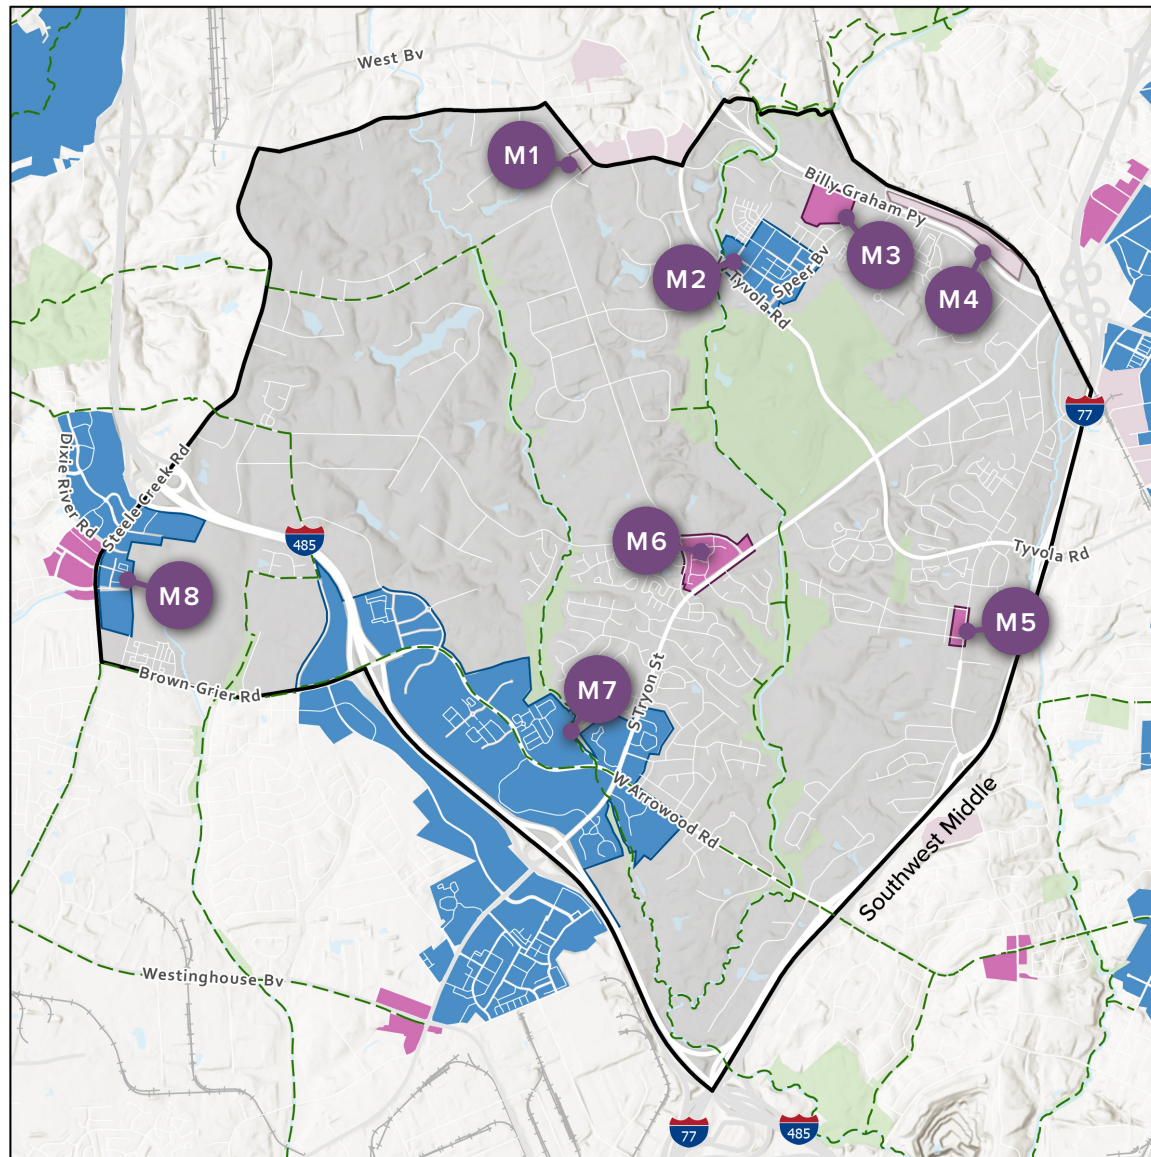 West Bv
M1
Billy Graham Py
M3
M2
Speer Bv
M4
Tyvola Rd
77
Dixie River Rd
Steele Creek Rd
485
M6
Tyvola Rd
M8
M5
Brown-Grier Rd
M7
S Tryon St
W Arrowood Rd
Southwest Middle
Westinghouse Bv
77
485